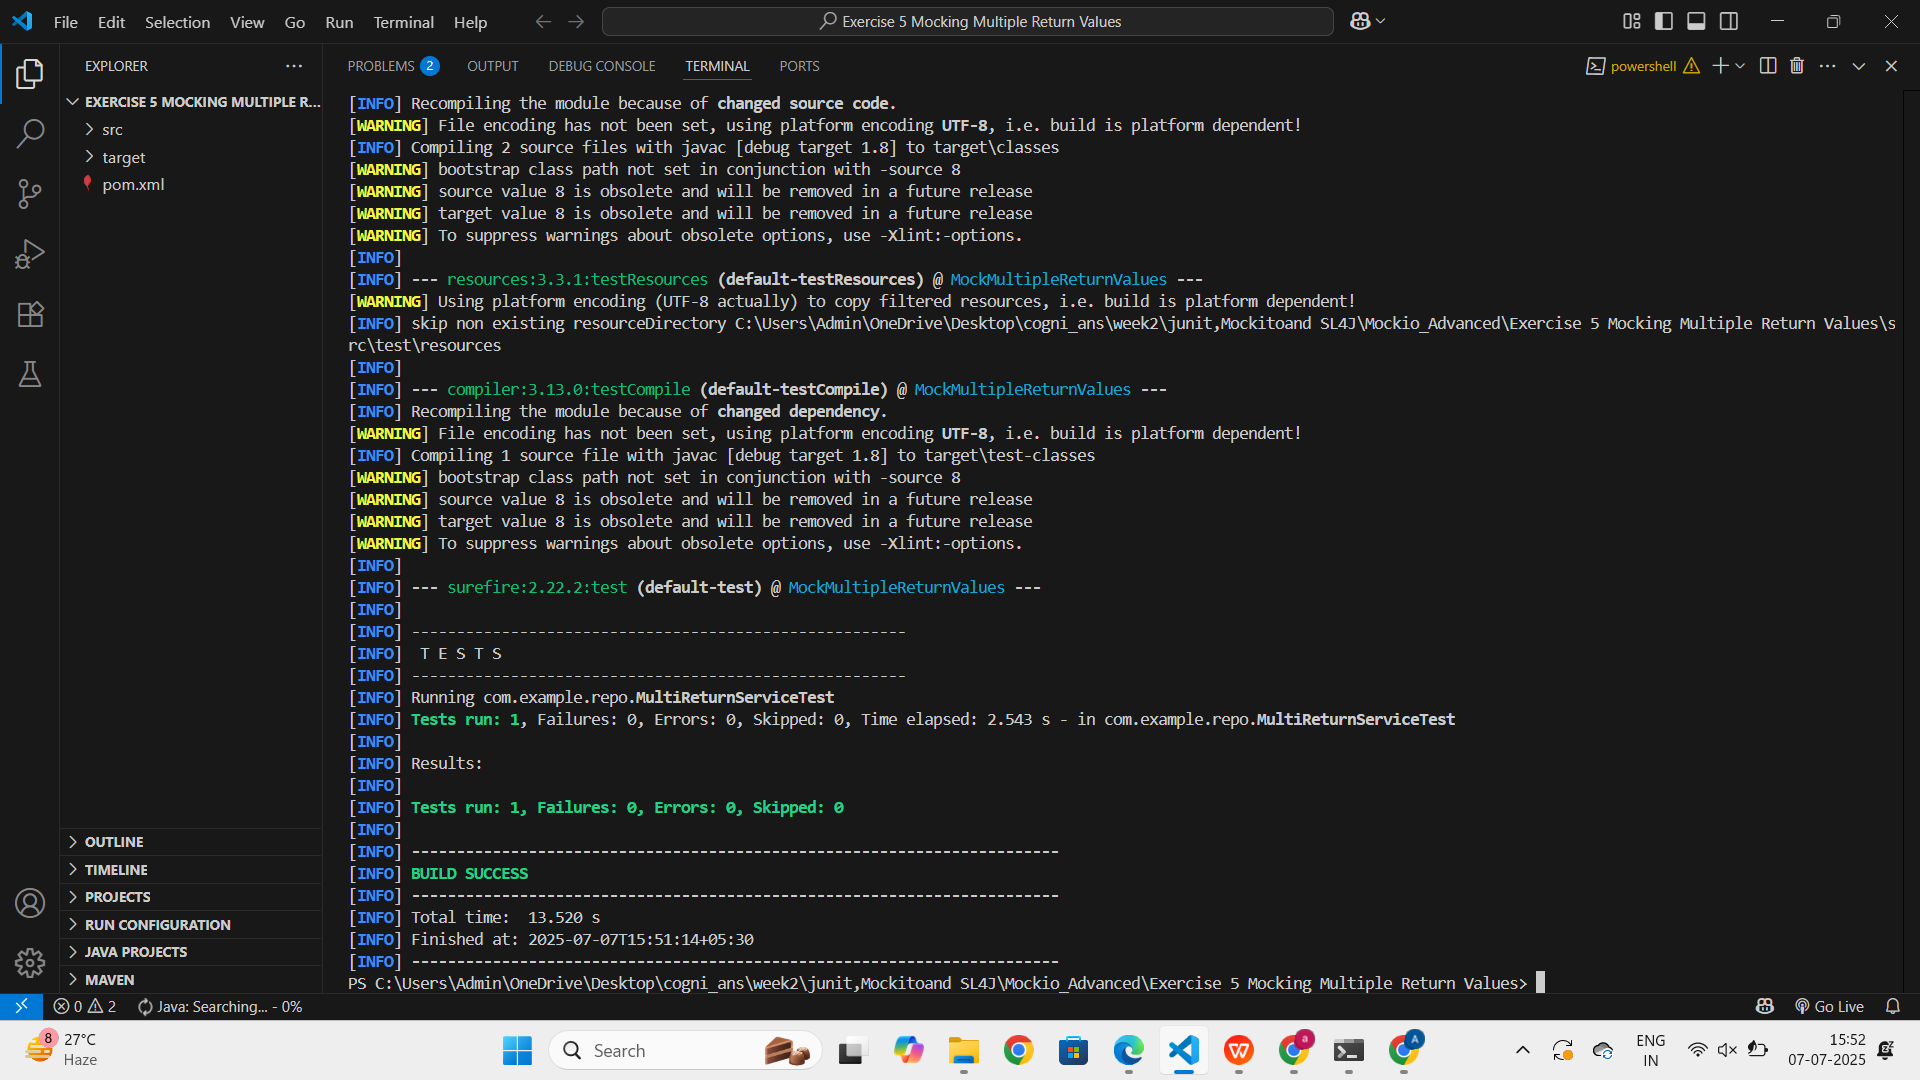 File Edit Selection View Go Run Terminal Help
Exercise 5 Mocking Multiple Return Values
EXPLORER
EXERCISE 5 MOCKING MULTIPLE R...
src
target
pom.xml
OUTLINE
TIMELINE
PROJECTS
RUN CONFIGURATION
JAVA PROJECTS
MAVEN
PROBLEMS 2 OUTPUT DEBUG CONSOLE TERMINAL PORTS
powershell
[INFO] Recompiling the module because of changed source code.
[WARNING] File encoding has not been set, using platform encoding UTF-8, i.e. build is platform dependent!
[INFO] Compiling 2 source files with javac [debug target 1.8] to target\classes
[WARNING] bootstrap class path not set in conjunction with -source 8
[WARNING] source value 8 is obsolete and will be removed in a future release
[WARNING] target value 8 is obsolete and will be removed in a future release
[WARNING] To suppress warnings about obsolete options, use -Xlint:-options.
[INFO]
[INFO] --- resources:3.3.1:testResources (default-testResources) @ MockMultipleReturnValues ---
[WARNING] Using platform encoding (UTF-8 actually) to copy filtered resources, i.e. build is platform dependent!
[INFO] skip non existing resourceDirectory C:\Users\Admin\OneDrive\Desktop\cogni_ans\week2\junit,Mockitoand SL4J\Mockio_Advanced\Exercise 5 Mocking Multiple Return Values\s
rc\test\resources
[INFO]
[INFO] --- compiler:3.13.0:testCompile (default-testCompile) @ MockMultipleReturnValues ---
[INFO] Recompiling the module because of changed dependency.
[WARNING] File encoding has not been set, using platform encoding UTF-8, i.e. build is platform dependent!
[INFO] Compiling 1 source file with javac [debug target 1.8] to target\test-classes
[WARNING] bootstrap class path not set in conjunction with -source 8
[WARNING] source value 8 is obsolete and will be removed in a future release
[WARNING] target value 8 is obsolete and will be removed in a future release
[WARNING] To suppress warnings about obsolete options, use -Xlint:-options.
[INFO]
[INFO] --- surefire:2.22.2:test (default-test) @ MockMultipleReturnValues ---
[INFO]
[INFO] -------------------------------------------------------
[INFO]  T E S T S
[INFO] -------------------------------------------------------
[INFO] Running com.example.repo.MultiReturnServiceTest
[INFO] Tests run: 1, Failures: 0, Errors: 0, Skipped: 0, Time elapsed: 2.543 s - in com.example.repo.MultiReturnServiceTest
[INFO]
[INFO] Results:
[INFO]
[INFO] Tests run: 1, Failures: 0, Errors: 0, Skipped: 0
[INFO]
[INFO] ------------------------------------------------------------------------
[INFO] BUILD SUCCESS
[INFO] ------------------------------------------------------------------------
[INFO] Total time:  13.520 s
[INFO] Finished at: 2025-07-07T15:51:14+05:30
[INFO] ------------------------------------------------------------------------
PS C:\Users\Admin\OneDrive\Desktop\cogni_ans\week2\junit,Mockitoand SL4J\Mockio_Advanced\Exercise 5 Mocking Multiple Return Values>
0 2 Java: Searching... - 0% Go Live
8 27°C
Haze
Search
a
A
ENG
IN
15:52
07-07-2025